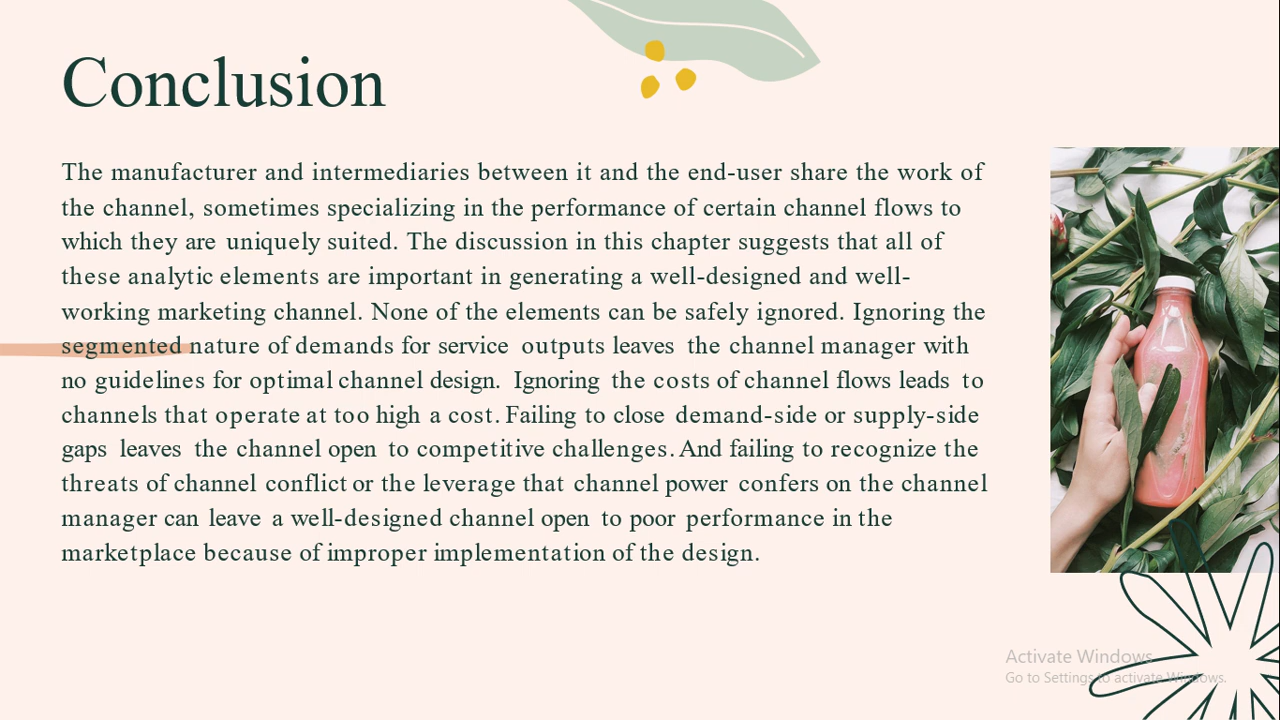 Conclusion
The manufacturer and intermediaries between it and the end-user share the work of
the channel, sometimes specializing in the performance of certain channel flows to
which they are uniquely suited. The discussion in this chapter suggests that all of
these analytic elements are important in generating a well-designed and well-
working marketing channel. None of the elements can be safely ignored. Ignoring the
segmented nature of demands for service outputs leaves the channel manager with
no guidelines for optimal channel design. Ignoring the costs of channel flows leads to
channels that operate at too high a cost. Failing to close demand-side or supply-side
gaps leaves the channel open to competitive challenges. And failing to recognize the
threats of channel conflict or the leverage that channel power confers on the channel
manager can leave a well-designed channel open to poor performance in the
marketplace because of improper implementation of the design.
Activate Windows
Go to Settings to activate Windows.